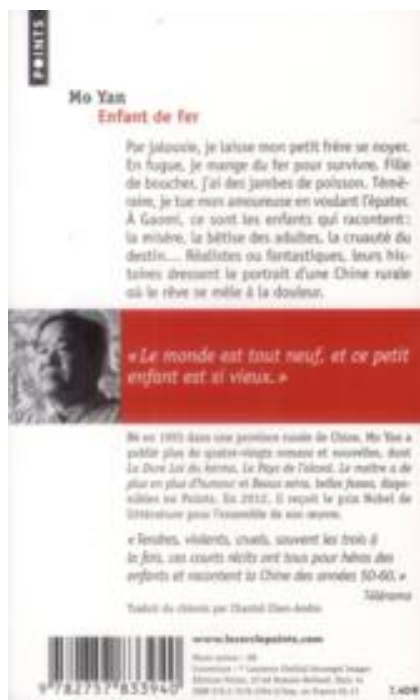 POINTS
Mo Yan
Enfant de fer
Par jalousie, je laisse mon petit frère se noyer.
En fugue, je mange du fer pour survivre. Fille
de boucher, j'ai des jambes de poisson. Témé-
raire, je tue mon amoureuse en voulant l'épater.
À Gaomi, ce sont les enfants qui racontent :
la misère, la bêtise des adultes, la cruauté du
destin... Réalistes ou fantastiques, leurs his-
toires dressent le portrait d'une Chine rurale
où le rêve se mêle à la douleur.
« Le monde est tout neuf, et ce petit
enfant est si vieux. »
Né en 1955 dans une province rurale de Chine, Mo Yan a
publié plus de quatre-vingts romans et nouvelles, dont
La Dure Loi du karma, Le Pays de l'alcool, Le maître a de
plus en plus d'humour et Beaux seins, belles fesses, dispo-
nibles en Points. En 2012, il reçoit le prix Nobel de
littérature pour l'ensemble de son œuvre.
« Tendres, violents, cruels, souvent les trois à
la fois, ces courts récits ont tous pour héros des
enfants et racontent la Chine des années 50-60. »
Télérama
Traduit du chinois par Chantal Chen-Andro
www.lecerclepoints.com
9 782757 833940